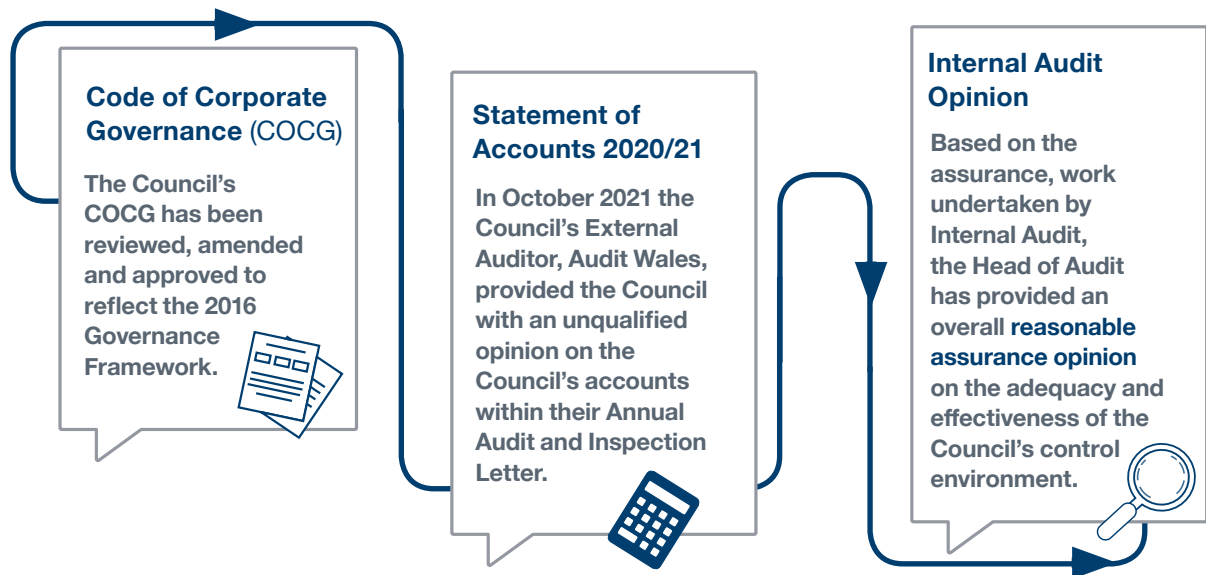 Code of Corporate
Governance (COCG)
The Council’s
COCG has been
reviewed, amended
and approved to
reflect the 2016
Governance
Framework.
Statement of
Accounts 2020/21
In October 2021 the
Council’s External
Auditor, Audit Wales,
provided the Council
with an unqualified
opinion on the
Council’s accounts
within their Annual
Audit and Inspection
Letter.
Internal Audit
Opinion
Based on the
assurance, work
undertaken by
Internal Audit,
the Head of Audit
has provided an
overall reasonable
assurance opinion
on the adequacy and
effectiveness of the
Council’s control
environment.